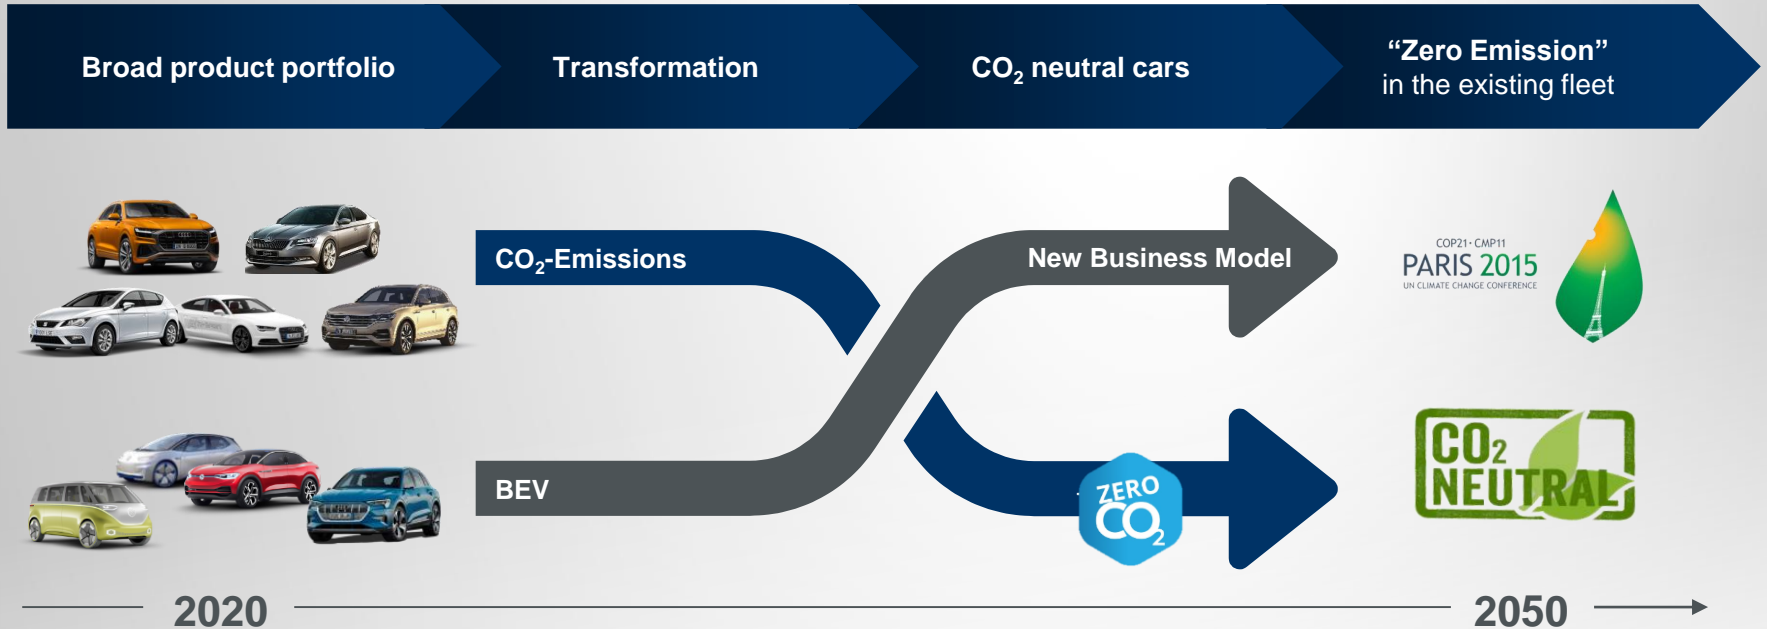 Broad product portfolio
Transformation
CO₂ neutral cars
“Zero Emission”
in the existing fleet
CO₂-Emissions
New Business Model
COP21·CMP11
PARIS 2015
UN CLIMATE CHANGE CONFERENCE
BEV
ZERO
CO₂
CO₂
NEUTRAL
2020
2050